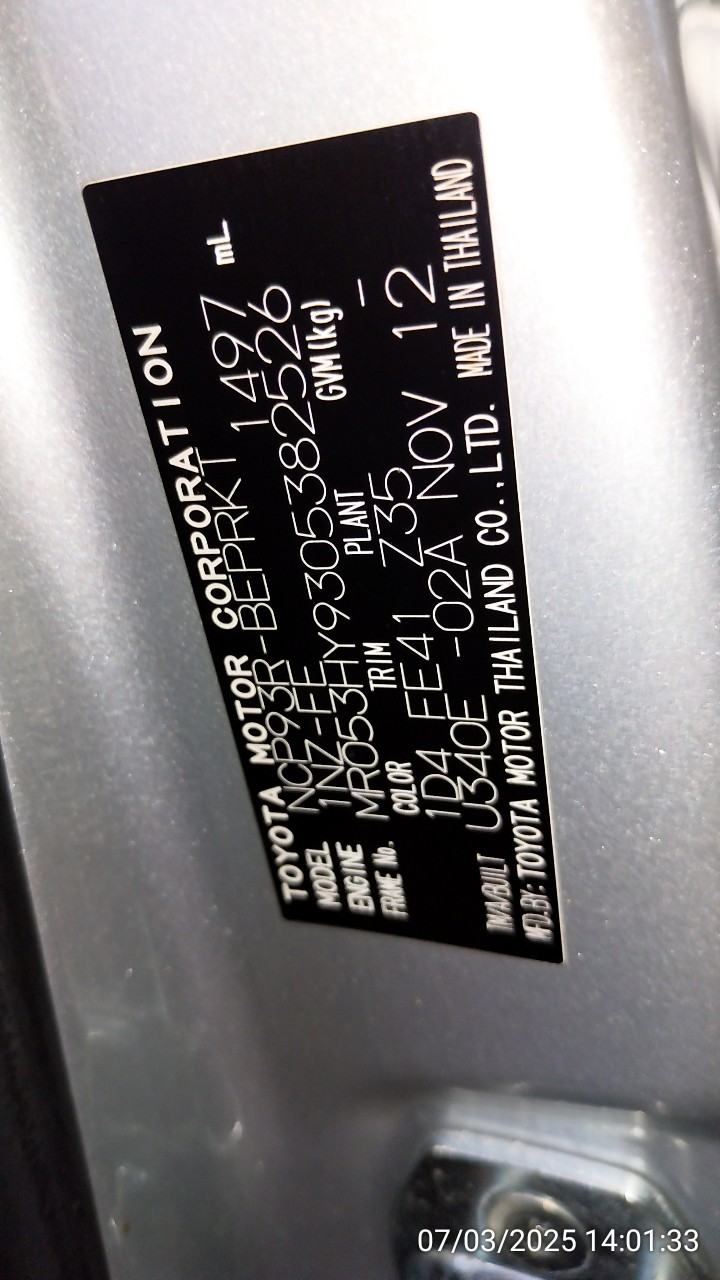 TOYOTA MOTOR CORPORATION
MODEL NCP93R-BEPRKT 1497 mL
ENGINE 1NZ-FE
FRAME No. MR053HY9305382526
COLOR TRIM PLANT GVM(kg)
1D4 FE41 Z35 -
TM/A/BUILT U340E -02A NOV 12
MFD.BY:TOYOTA MOTOR THAILAND CO.,LTD. MADE IN THAILAND
07/03/2025 14:01:33